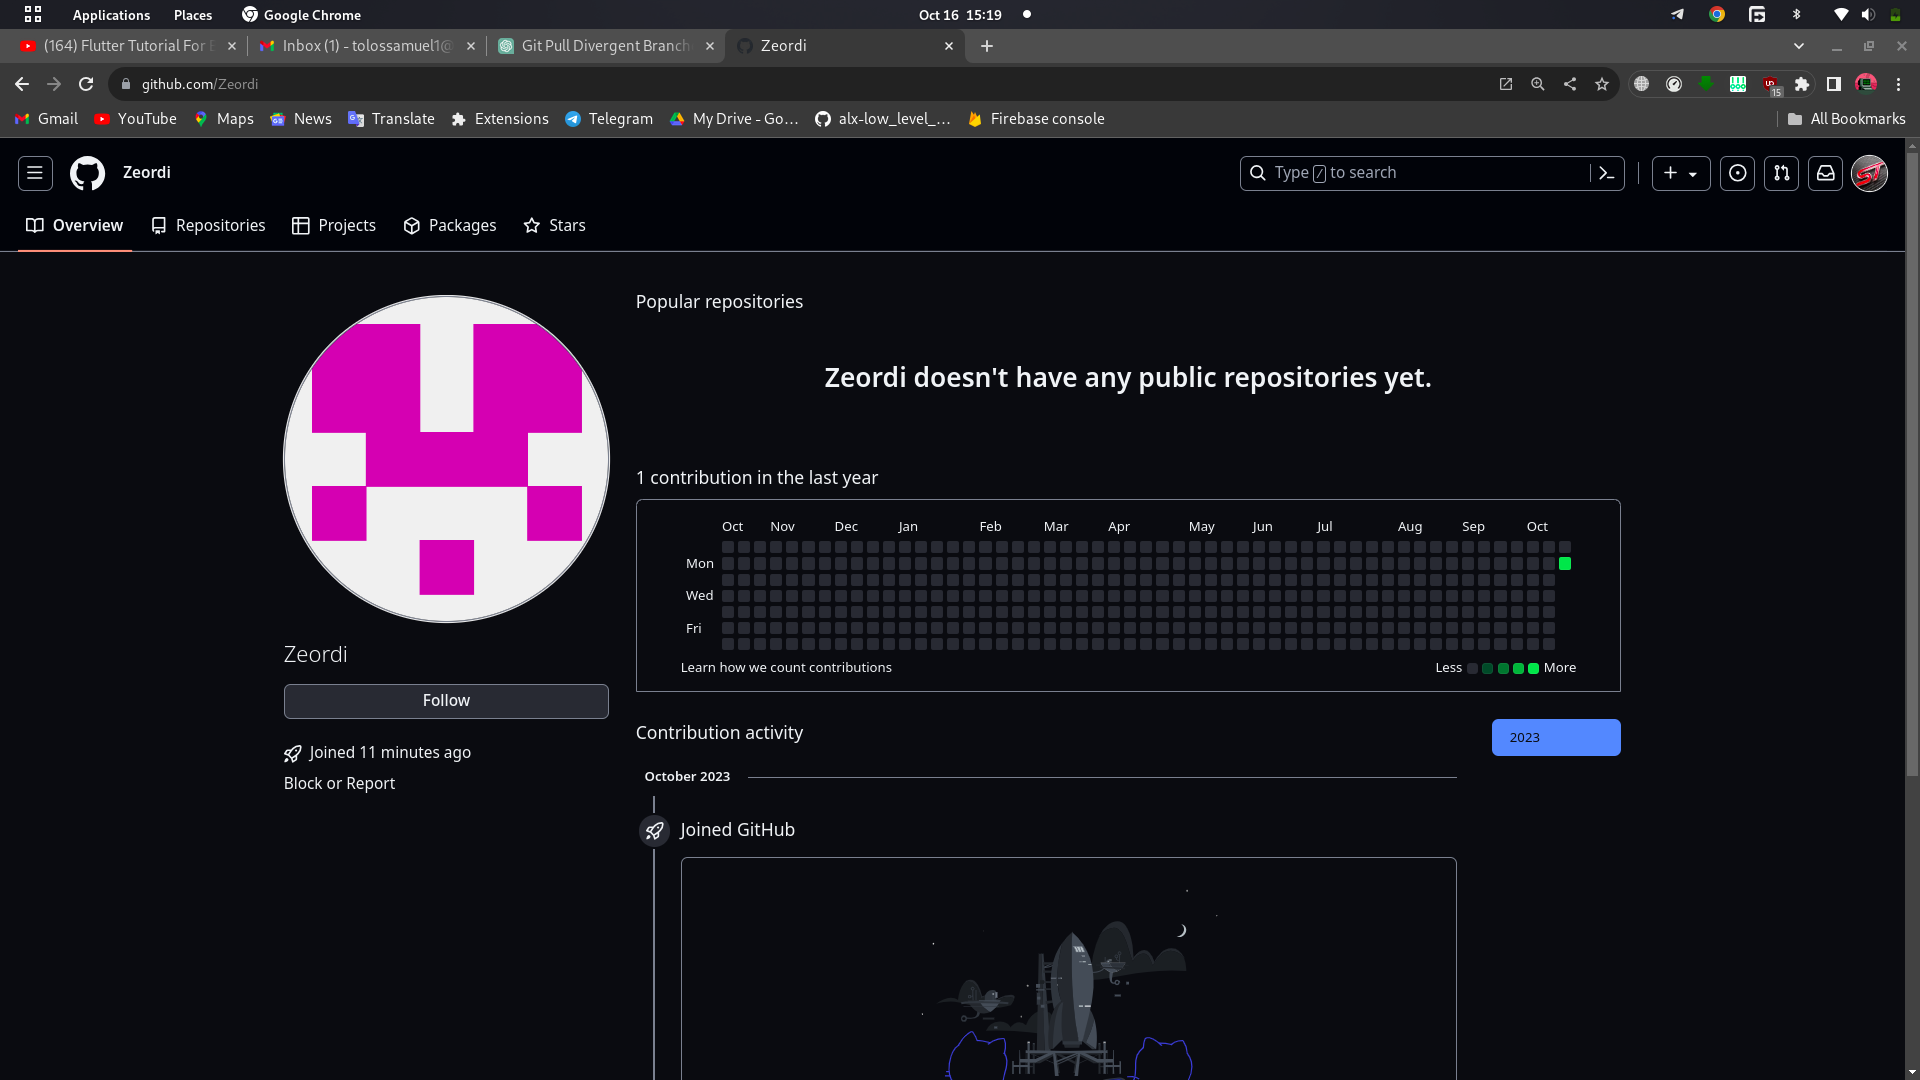 Applications Places Google Chrome Oct 16 15:19
(164) Flutter Tutorial For Inbox (1) - tolossamuel1@ Git Pull Divergent Branch Zeordi
github.com/Zeordi
15
Gmail YouTube Maps News Translate Extensions Telegram My Drive - Go... alx-low_level_... Firebase console All Bookmarks
Zeordi Type / to search
Overview Repositories Projects Packages Stars
Popular repositories
Zeordi doesn't have any public repositories yet.
1 contribution in the last year
Oct Nov Dec Jan Feb Mar Apr May Jun Jul Aug Sep Oct
Mon
Wed
Fri
Learn how we count contributions Less More
Zeordi
Follow
Joined 11 minutes ago
Block or Report
Contribution activity 2023
October 2023
Joined GitHub